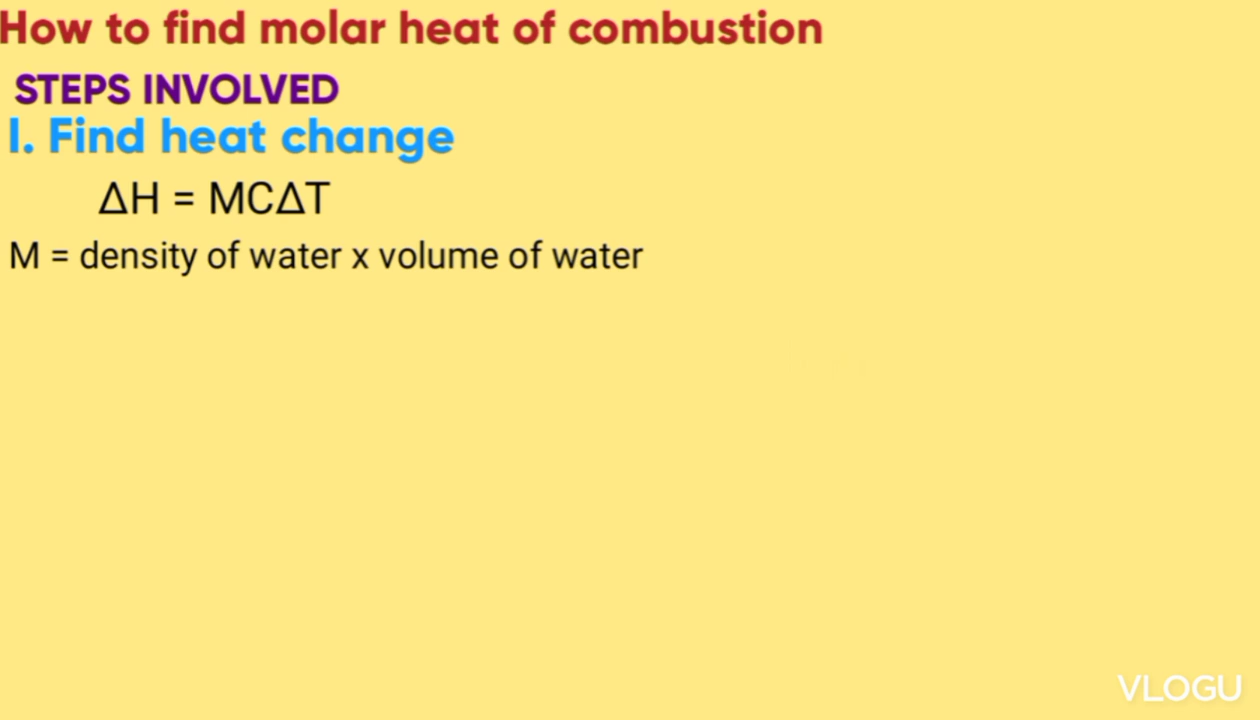 How to find molar heat of combustion
STEPS INVOLVED
I. Find heat change
ΔH = MCΔT
M = density of water x volume of water
VLOGU